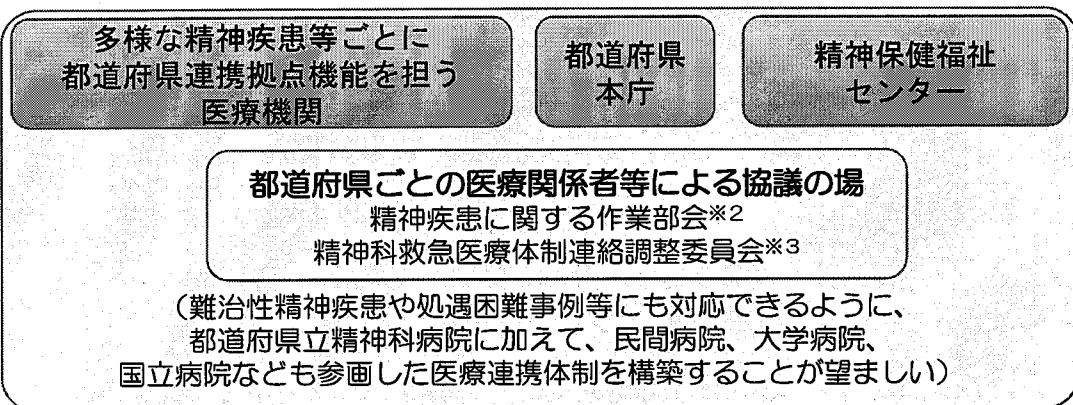 多様な精神疾患等ごとに
都道府県連携拠点機能を担う
医療機関
都道府県
本庁
精神保健福祉
センター
都道府県ごとの医療関係者等による協議の場
精神疾患に関する作業部会※2
精神科救急医療体制連絡調整委員会※3
（難治性精神疾患や処遇困難事例等にも対応できるように、
都道府県立精神科病院に加えて、民間病院、大学病院、
国立病院なども参画した医療連携体制を構築することが望ましい）